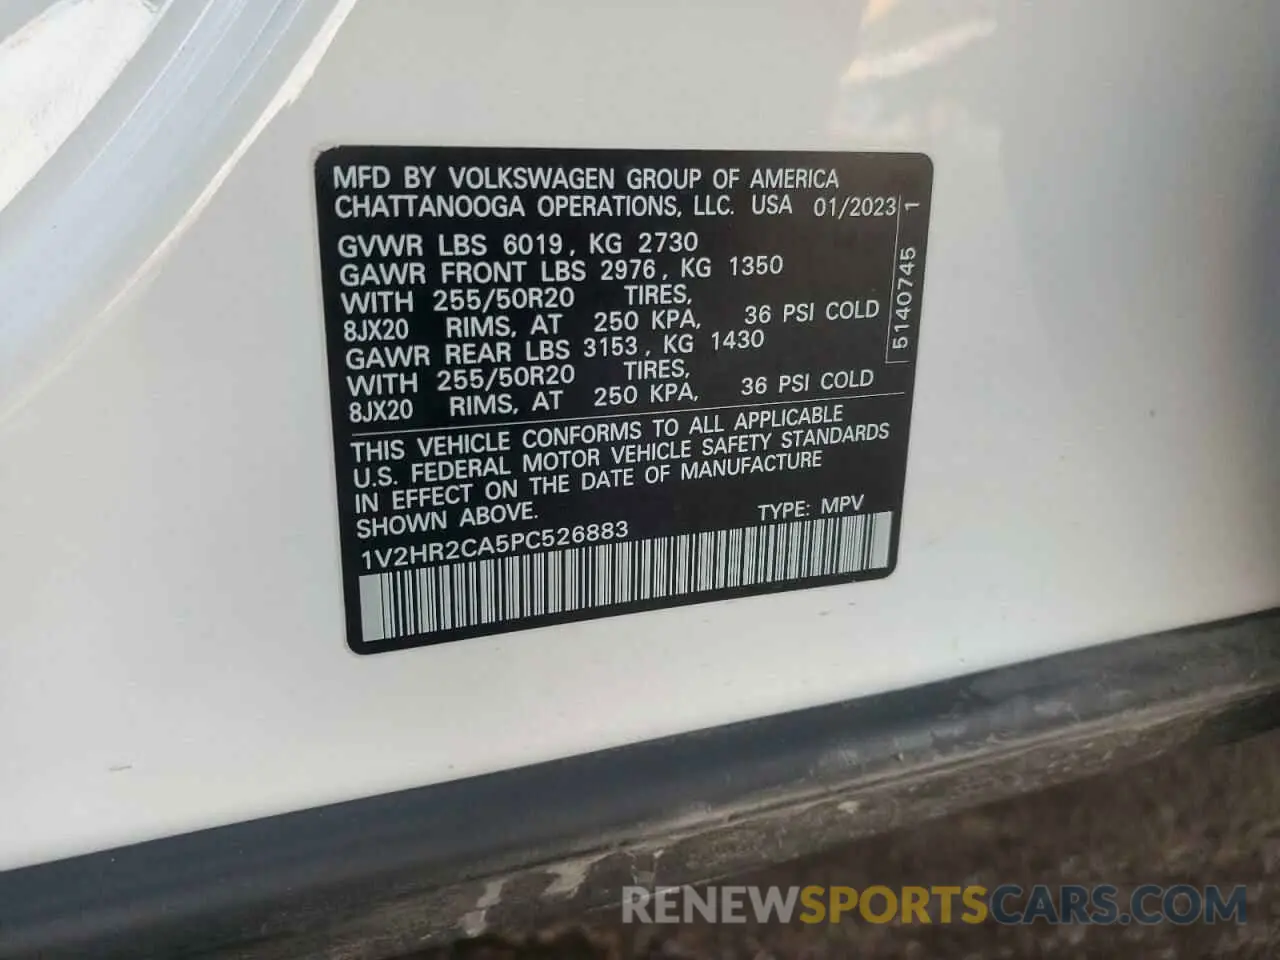 MFD BY VOLKSWAGEN GROUP OF AMERICA
CHATTANOOGA OPERATIONS, LLC. USA 01/2023 1
GVWR LBS 6019, KG 2730
GAWR FRONT LBS 2976, KG 1350
WITH 255/50R20 TIRES,
8JX20 RIMS, AT 250 KPA, 36 PSI COLD
GAWR REAR LBS 3153, KG 1430
WITH 255/50R20 TIRES,
8JX20 RIMS, AT 250 KPA, 36 PSI COLD
5140745
THIS VEHICLE CONFORMS TO ALL APPLICABLE
U.S. FEDERAL MOTOR VEHICLE SAFETY STANDARDS
IN EFFECT ON THE DATE OF MANUFACTURE
SHOWN ABOVE.
TYPE: MPV
1V2HR2CA5PC526883
RENEWSPORTSCARS.COM